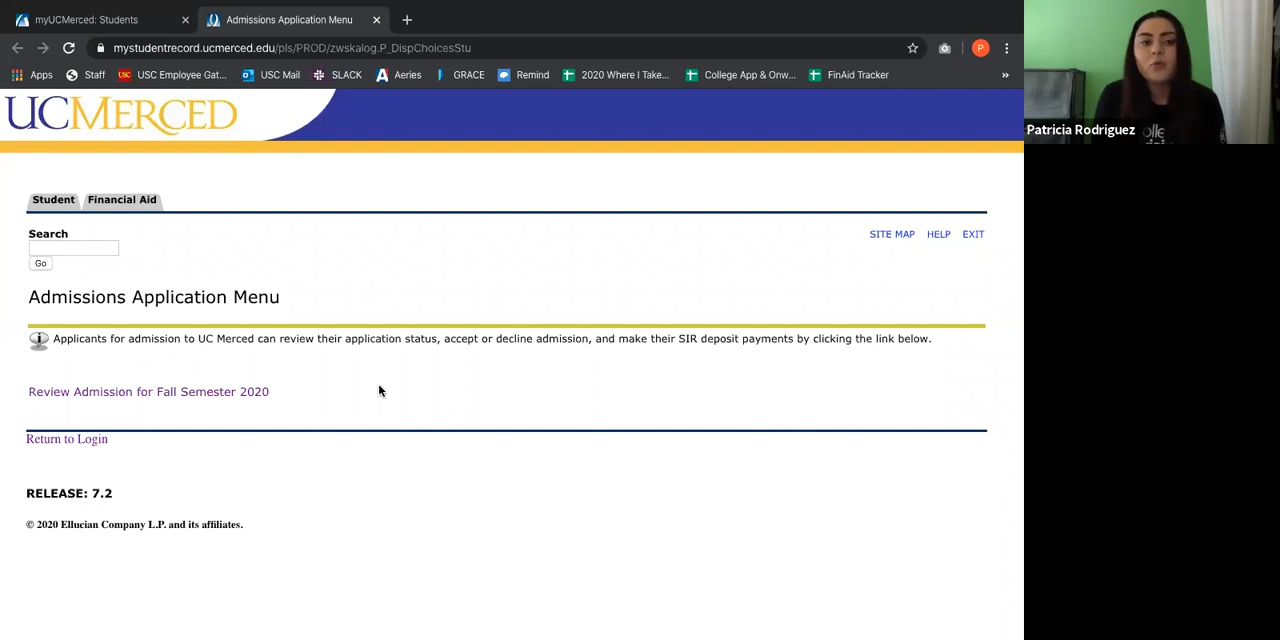 myUCMerced: Students
Admissions Application Menu
mystudentrecord.ucmerced.edu/pls/PROD/zwskalog.P_DispChoicesStu
P
Apps
Staff
USC Employee Gat...
USC Mail
SLACK
Aeries
GRACE
Remind
2020 Where I Take...
College App & Onw...
FinAid Tracker
»
UCMERCED
Student
Financial Aid
Search
Go
SITE MAP
HELP
EXIT
Admissions Application Menu
Applicants for admission to UC Merced can review their application status, accept or decline admission, and make their SIR deposit payments by clicking the link below.
Review Admission for Fall Semester 2020
Return to Login
RELEASE: 7.2
© 2020 Ellucian Company L.P. and its affiliates.
Patricia Rodriguez